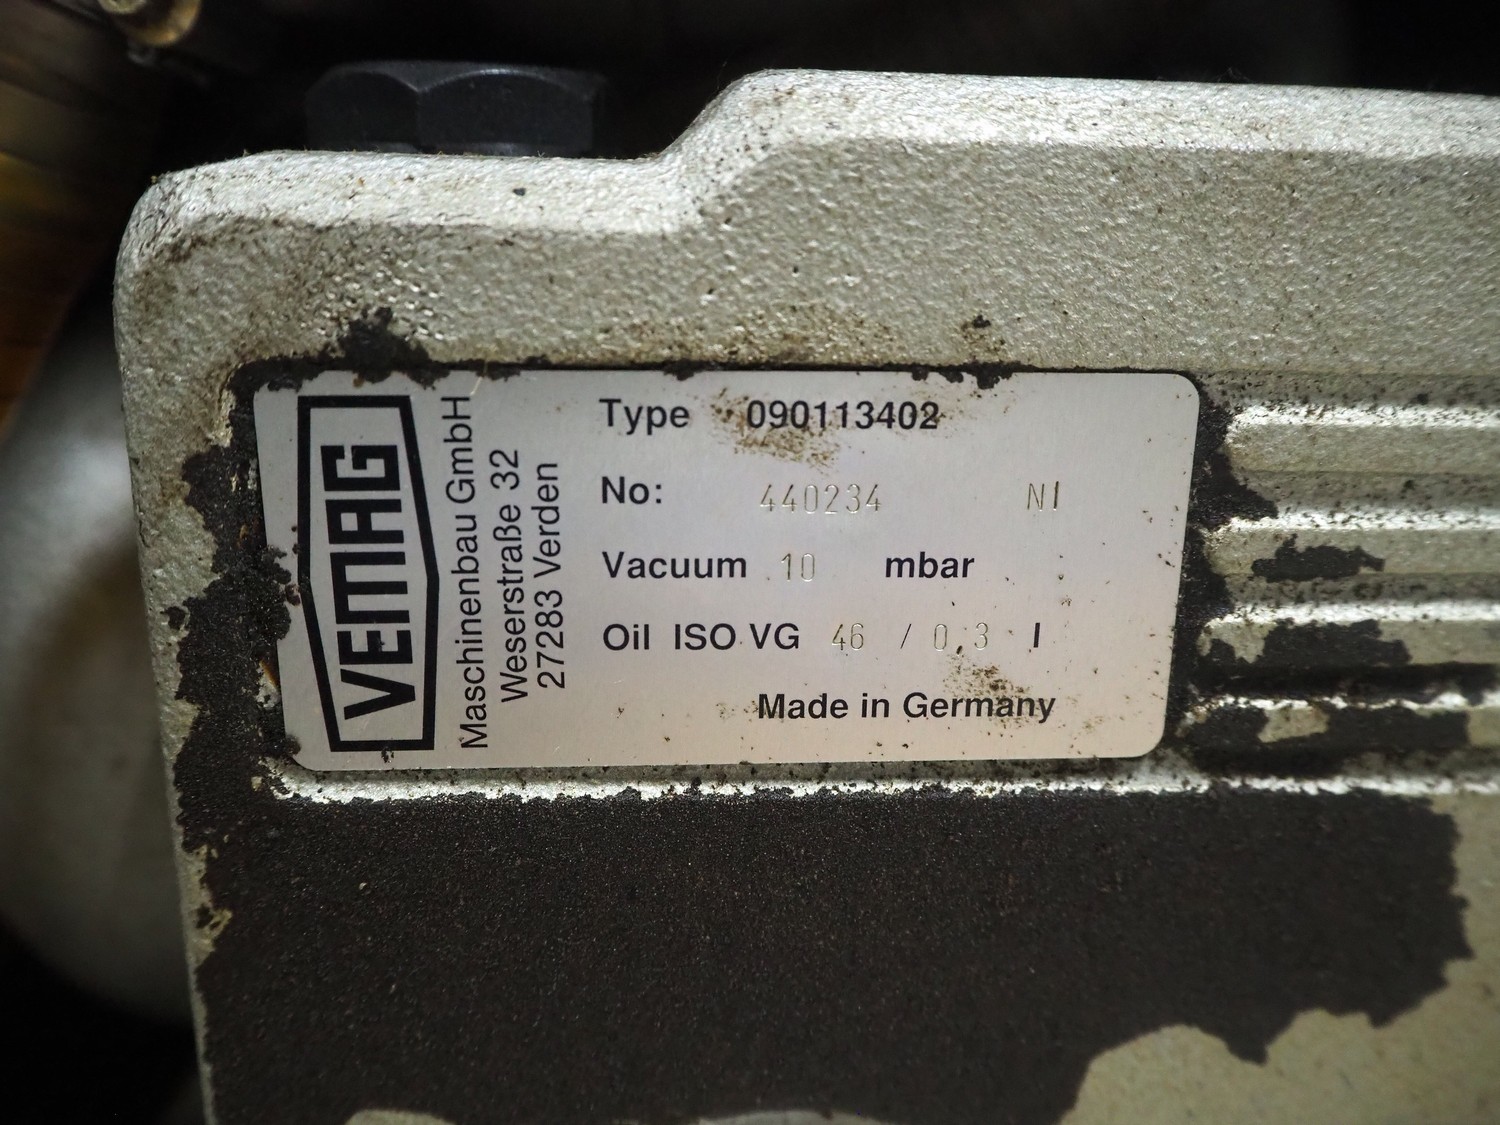 VEMAG
Maschinenbau GmbH
Weserstraße 32
27283 Verden
Type 090113402
No: 440234 NI
Vacuum 10 mbar
Oil ISO VG 46 / 0,3 l
Made in Germany